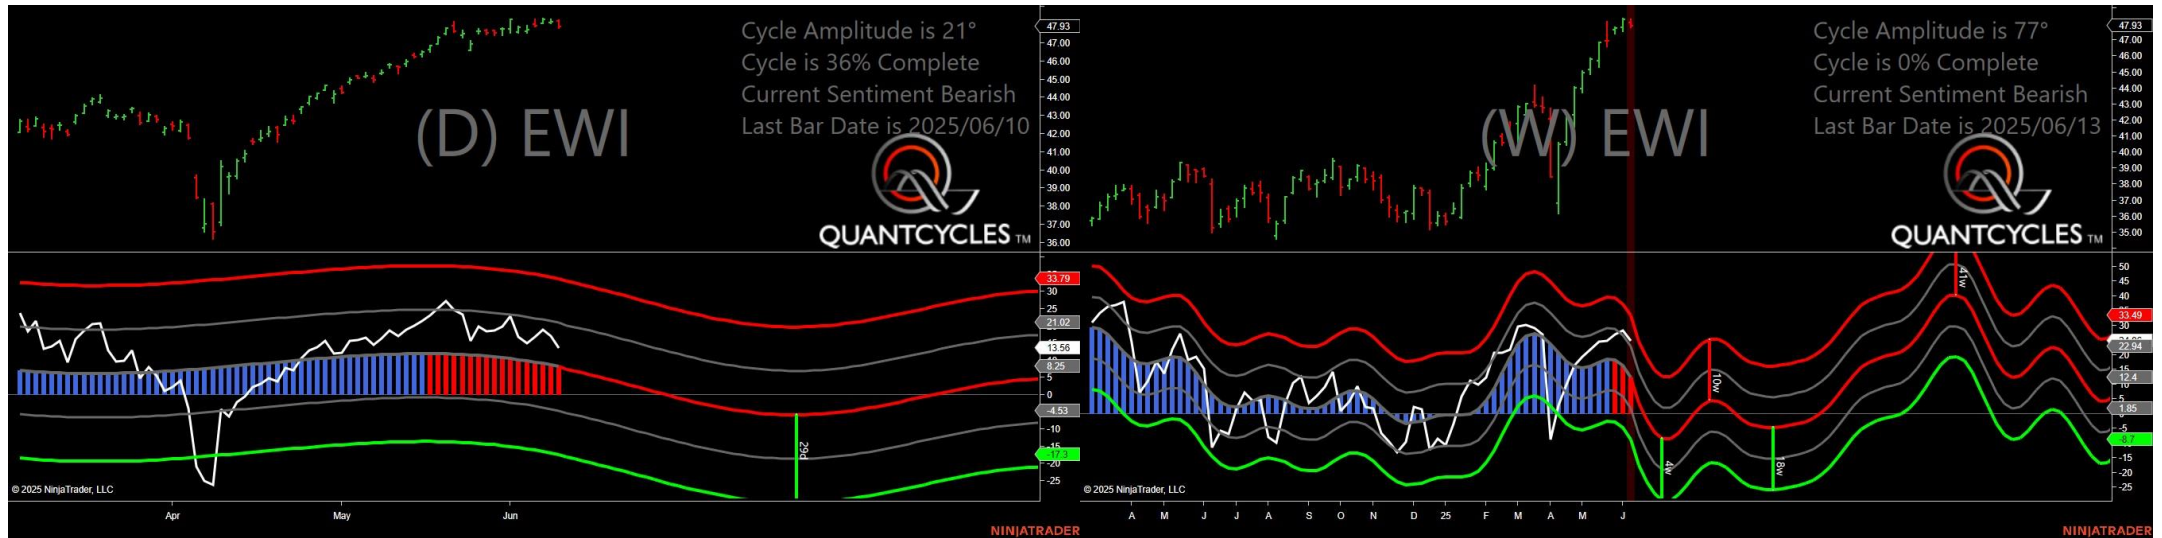 Cycle Amplitude is 21°
Cycle is 36% Complete
Current Sentiment Bearish
Last Bar Date is 2025/06/10
(D) EWI
QUANTCYCLES TM
47.93
47.00
46.00
45.00
44.00
43.00
42.00
41.00
40.00
39.00
38.00
37.00
36.00
33.79
30
25
21.02
13.56
8.25
5
0
-4.53
-10
-15
-17.3
-20
-25
29d
© 2025 NinjaTrader, LLC
Apr May Jun
NINJATRADER
Cycle Amplitude is 77°
Cycle is 0% Complete
Current Sentiment Bearish
Last Bar Date is 2025/06/13
(W) EWI
QUANTCYCLES TM
47.93
47.00
46.00
45.00
44.00
43.00
42.00
41.00
40.00
39.00
38.00
37.00
36.00
35.00
50
45
40
33.49
30
22.94
20
15
12.4
5
1.85
-5
-8.7
-15
-20
-25
41w
10w
4w
18w
© 2025 NinjaTrader, LLC
A M J J A S O N D 25 F M A M J
NINJATRADER